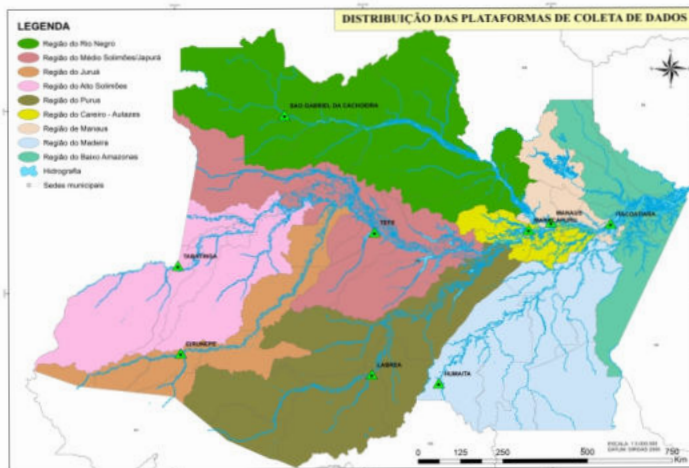 DISTRIBUIÇÃO DAS PLATAFORMAS DE COLETA DE DADOS
LEGENDA
Região do Rio Negro
Região do Médio Solimões/Japurá
Região do Juruá
Região do Alto Solimões
Região do Purus
Região do Careiro - Autazes
Região de Manaus
Região do Madeira
Região do Baixo Amazonas
Hidrografia
Sedes municipais
SAO GABRIEL DA CACHOEIRA
MANAUS
ITACOATIARA
TEFE
TABATINGA
EIRUNEPE
LABREA
HUMAITA
0 125 250 500 750
Km